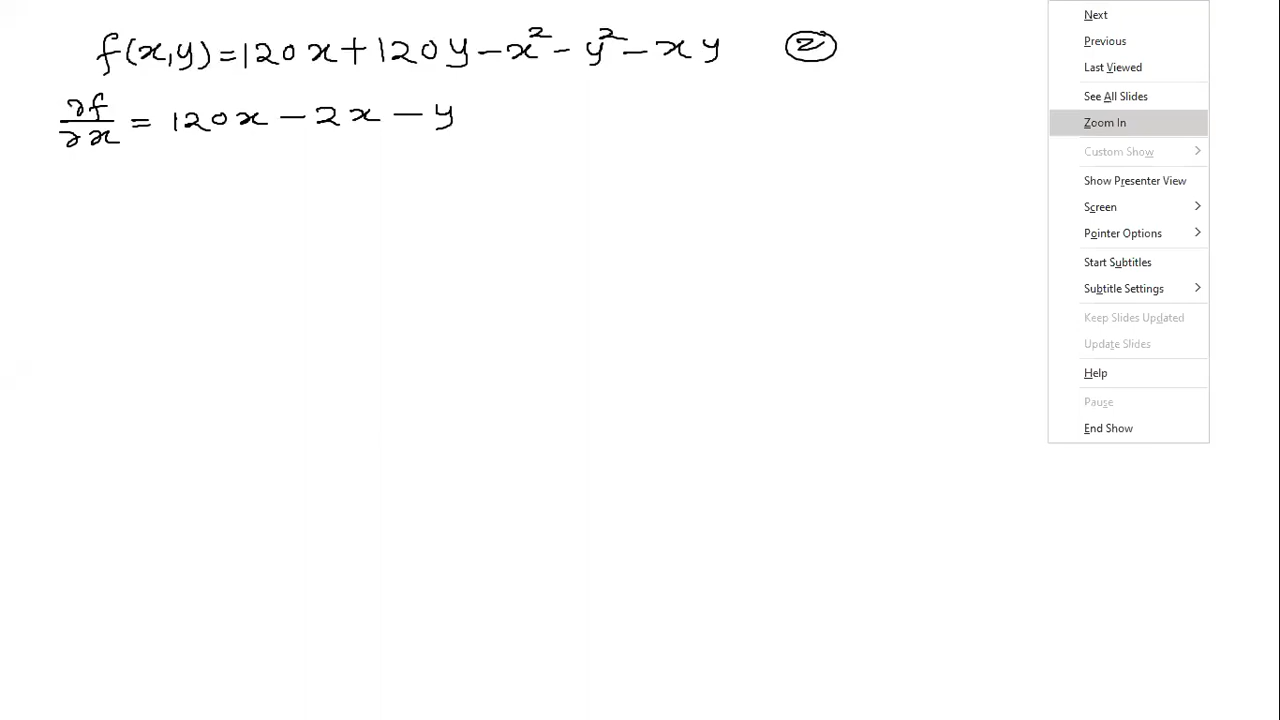 f(x,y)=120x+120y-x²-y²-xy ②
∂f/∂x = 120x - 2x - y
Next
Previous
Last Viewed
See All Slides
Zoom In
Custom Show >
Show Presenter View
Screen >
Pointer Options >
Start Subtitles
Subtitle Settings >
Keep Slides Updated
Update Slides
Help
Pause
End Show